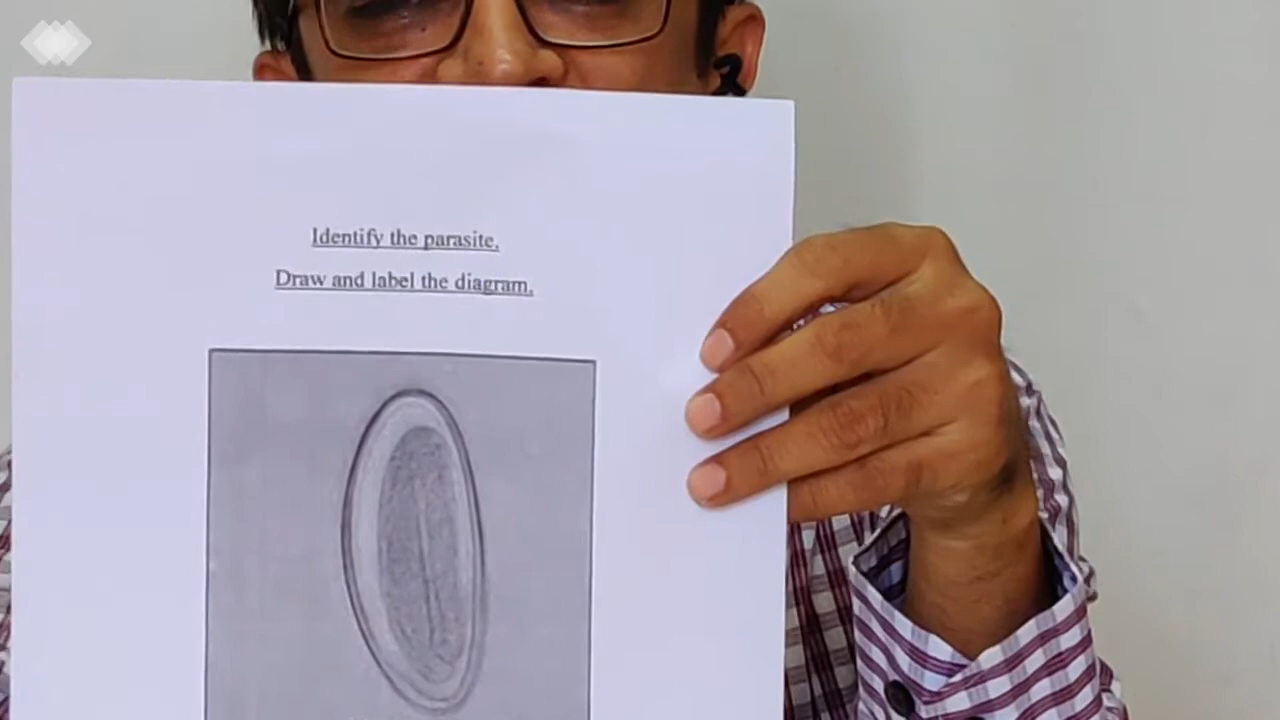 Identify the parasite.
Draw and label the diagram.